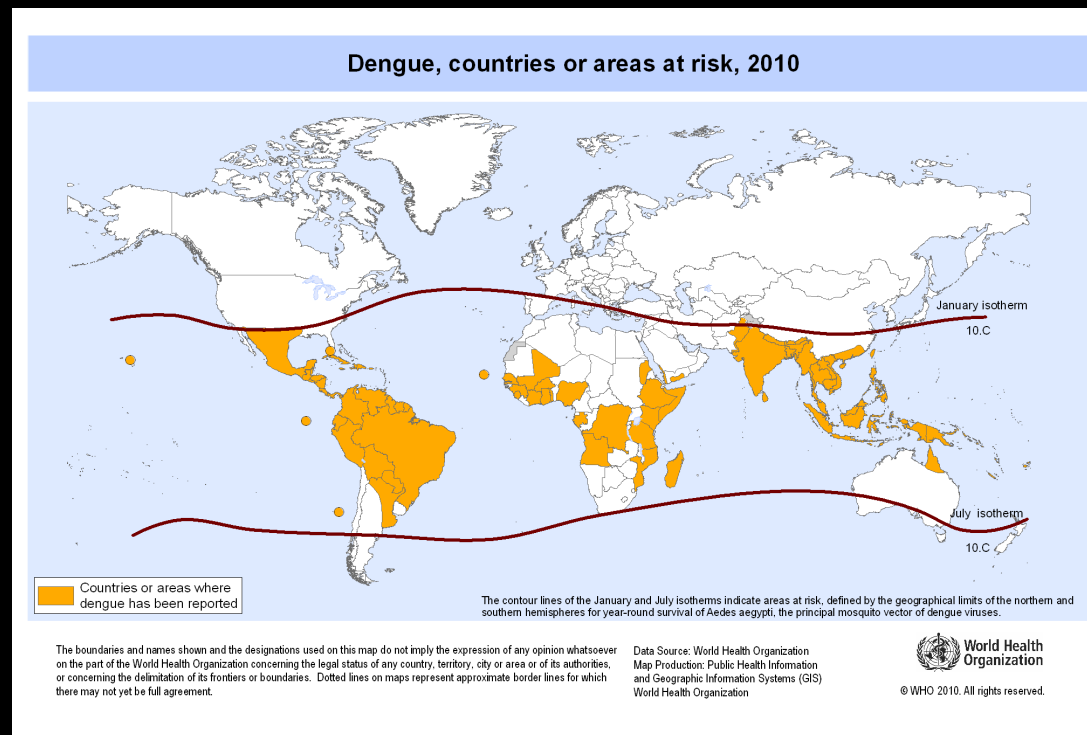 Dengue, countries or areas at risk, 2010
January isotherm
10.C
July isotherm
10.C
Countries or areas where
dengue has been reported
The contour lines of the January and July isotherms indicate areas at risk, defined by the geographical limits of the northern and
southern hemispheres for year-round survival of Aedes aegypti, the principal mosquito vector of dengue viruses.
The boundaries and names shown and the designations used on this map do not imply the expression of any opinion whatsoever
on the part of the World Health Organization concerning the legal status of any country, territory, city or area or of its authorities,
or concerning the delimitation of its frontiers or boundaries. Dotted lines on maps represent approximate border lines for which
there may not yet be full agreement.
Data Source: World Health Organization
Map Production: Public Health Information
and Geographic Information Systems (GIS)
World Health Organization
World Health
Organization
© WHO 2010. All rights reserved.